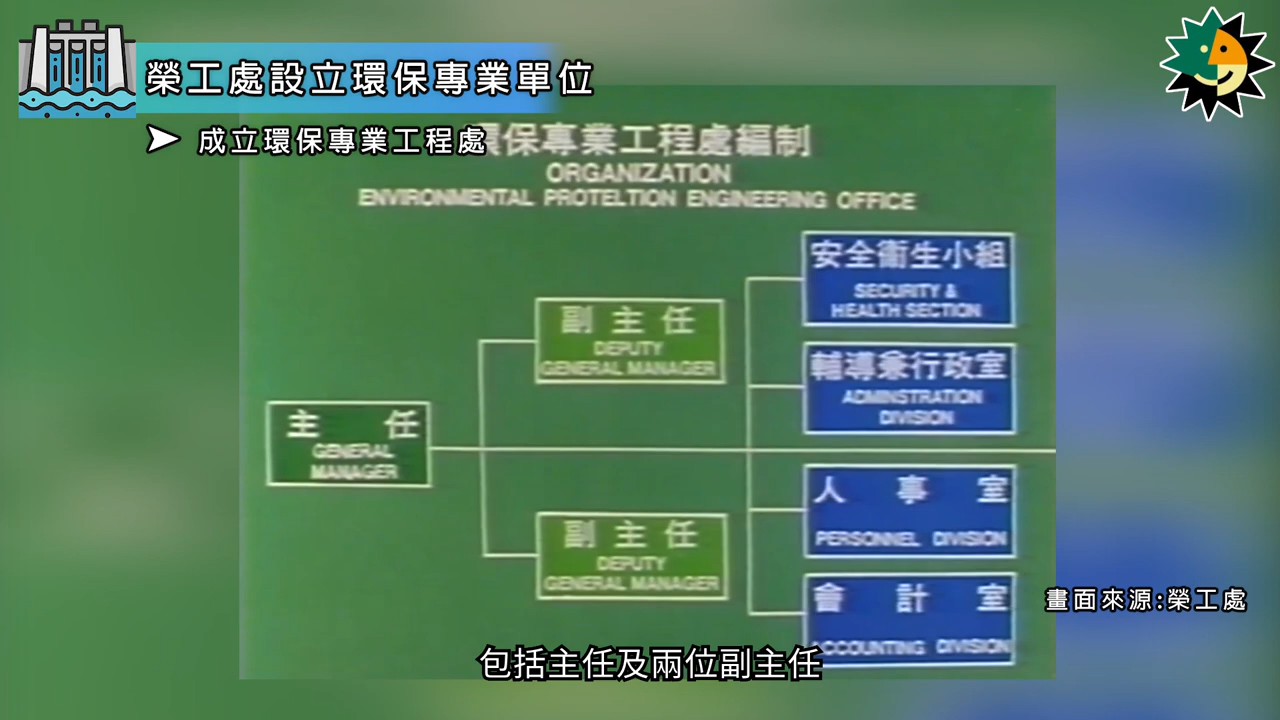 榮工處設立環保專業單位
➤ 成立環保專業工程處
環保專業工程處編制
ORGANIZATION
ENVIRONMENTAL PROTELTION ENGINEERING OFFICE
安全衛生小組
SECURITY &
HEALTH SECTION
副主任
DEPUTY
GENERAL MANAGER
輔導兼行政室
ADMINSTRATION
DIVISION
主任
GENERAL
MANAGER
人事室
PERSONNEL DIVISION
副主任
DEPUTY
GENERAL MANAGER
會計室
ACCOUNTING DIVISION
畫面來源:榮工處
包括主任及兩位副主任